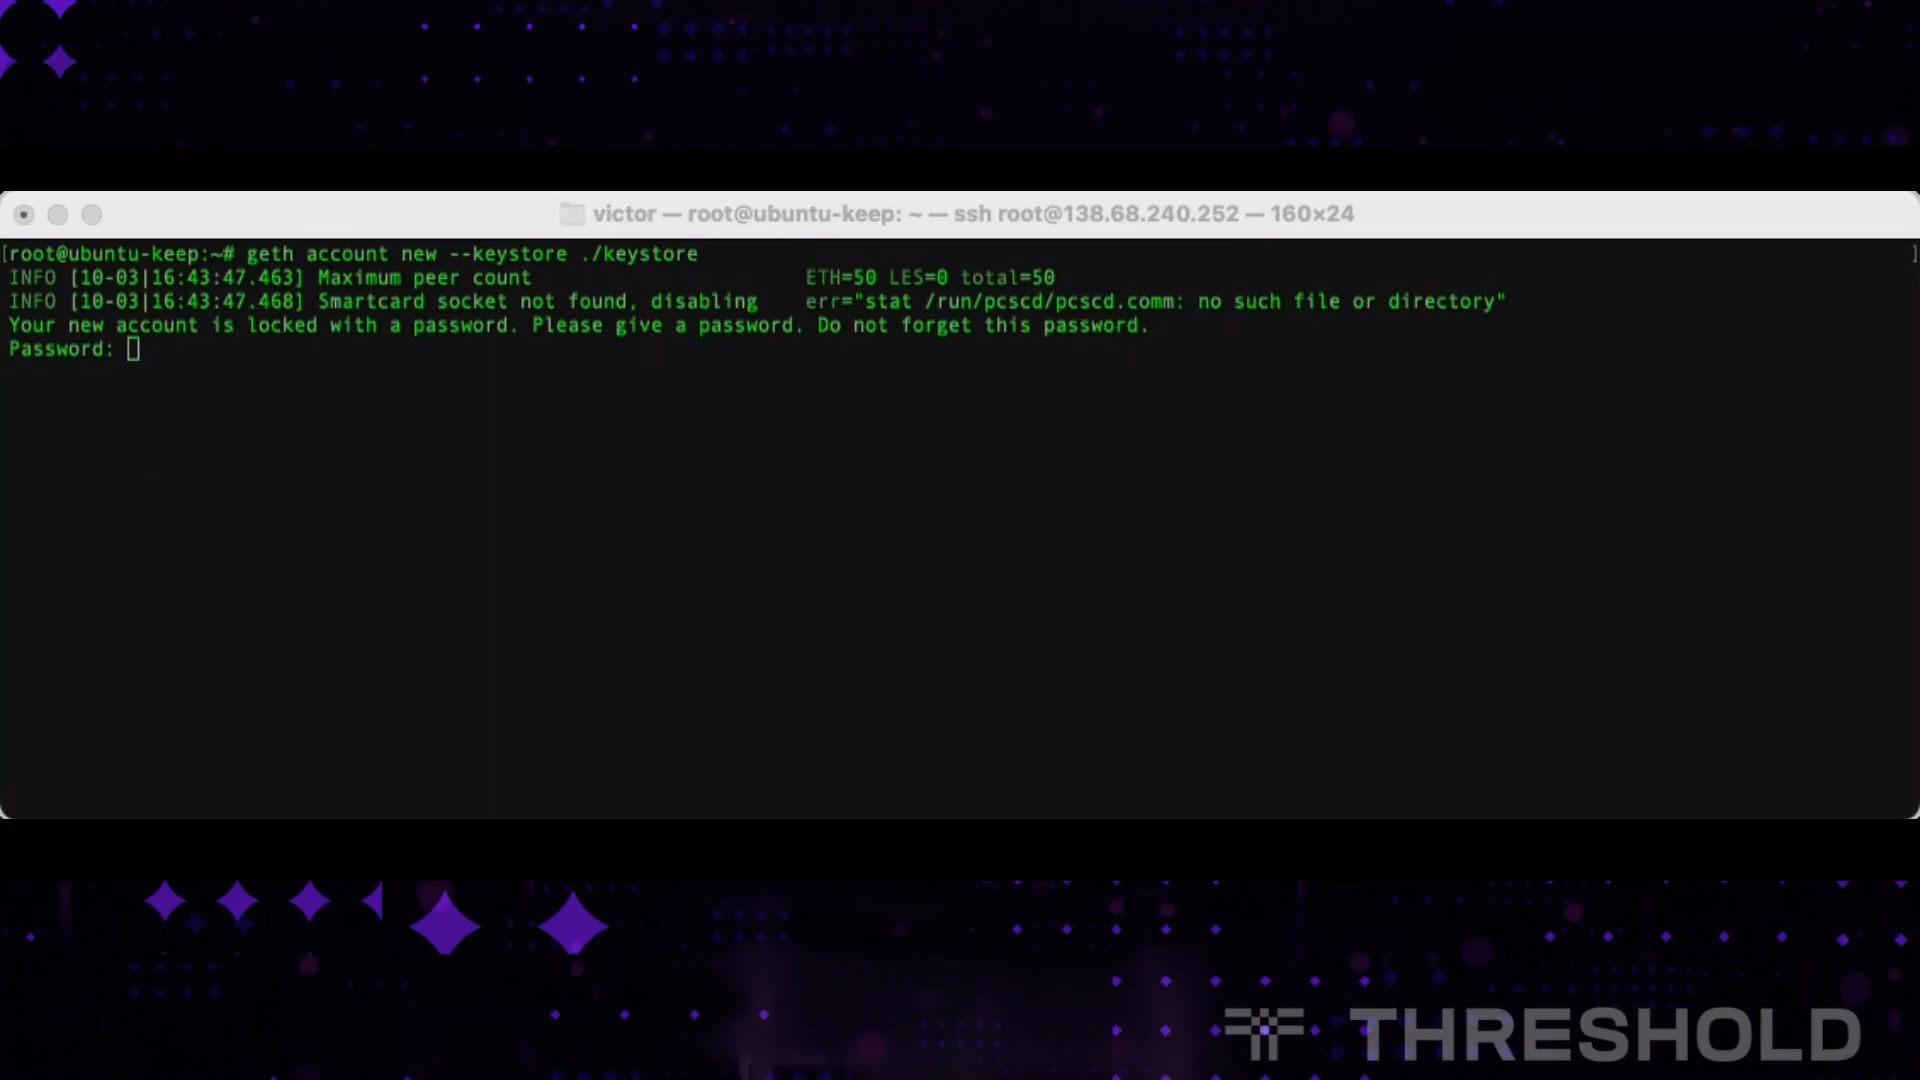 victor — root@ubuntu-keep: ~ — ssh root@138.68.240.252 — 160×24
[root@ubuntu-keep:~# geth account new --keystore ./keystore ]
INFO [10-03|16:43:47.463] Maximum peer count ETH=50 LES=0 total=50
INFO [10-03|16:43:47.468] Smartcard socket not found, disabling err="stat /run/pcscd/pcscd.comm: no such file or directory"
Your new account is locked with a password. Please give a password. Do not forget this password.
Password:
THRESHOLD